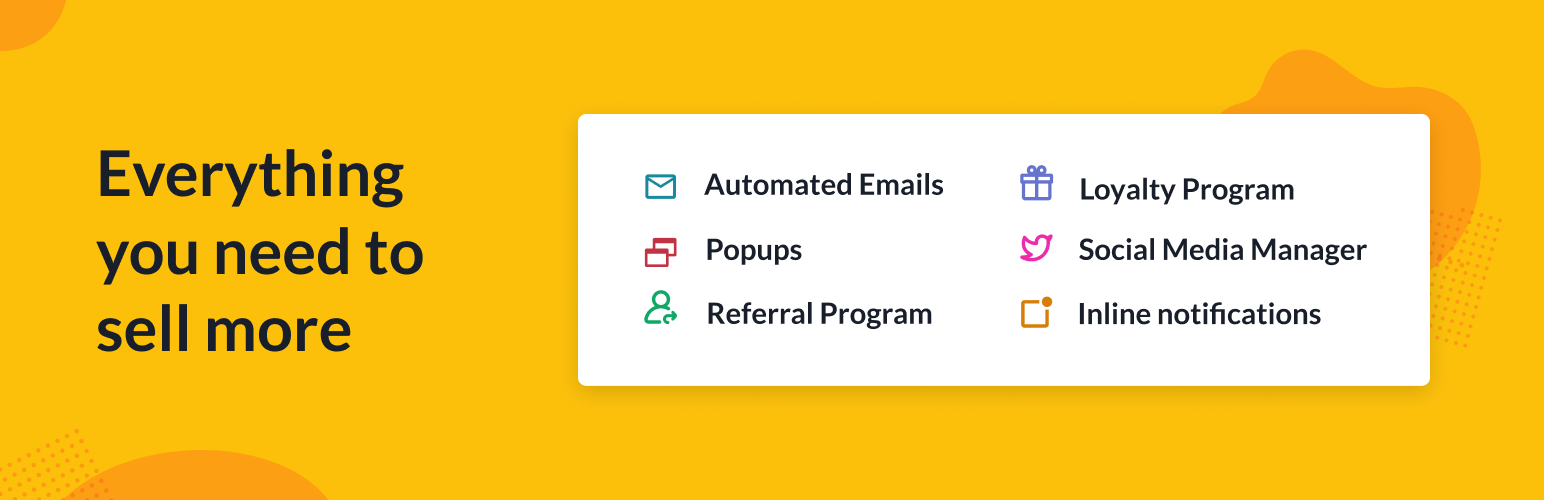 Everything
you need to
sell more
Automated Emails
Popups
Referral Program
Loyalty Program
Social Media Manager
Inline notifications